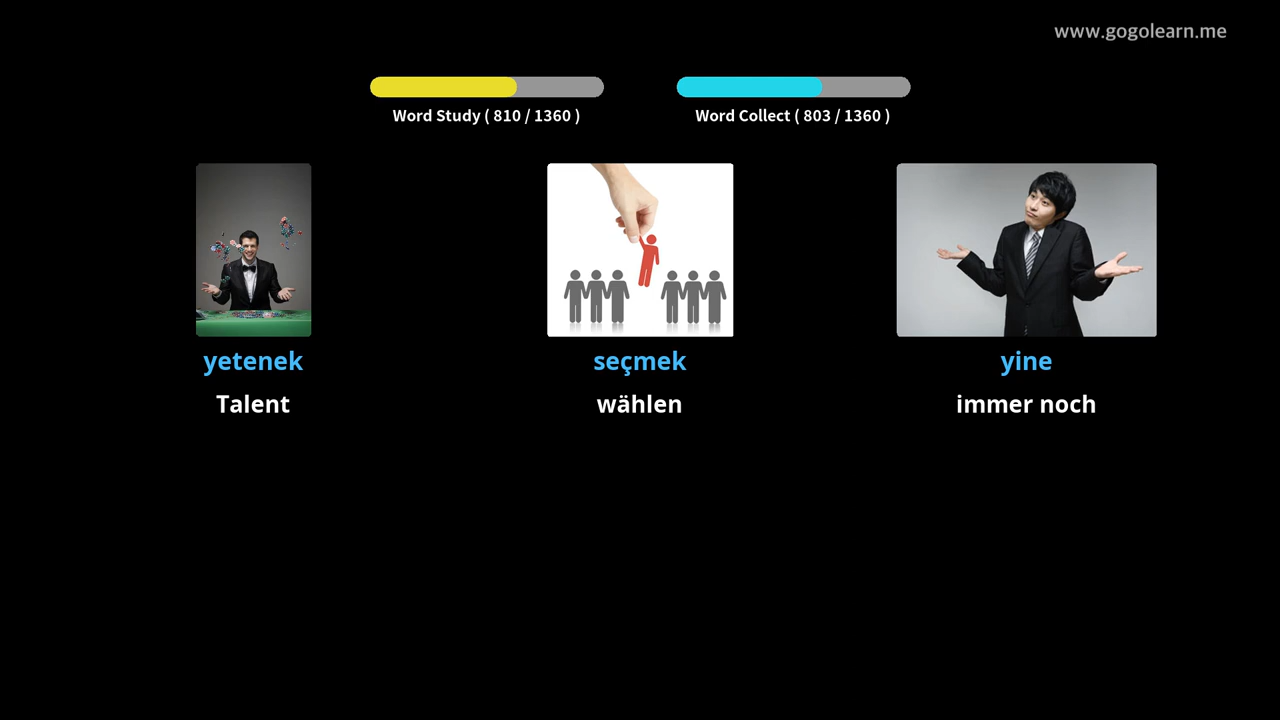 www.gogolearn.me
Word Study ( 810 / 1360 )
Word Collect ( 803 / 1360 )
yetenek
Talent
seçmek
wählen
yine
immer noch